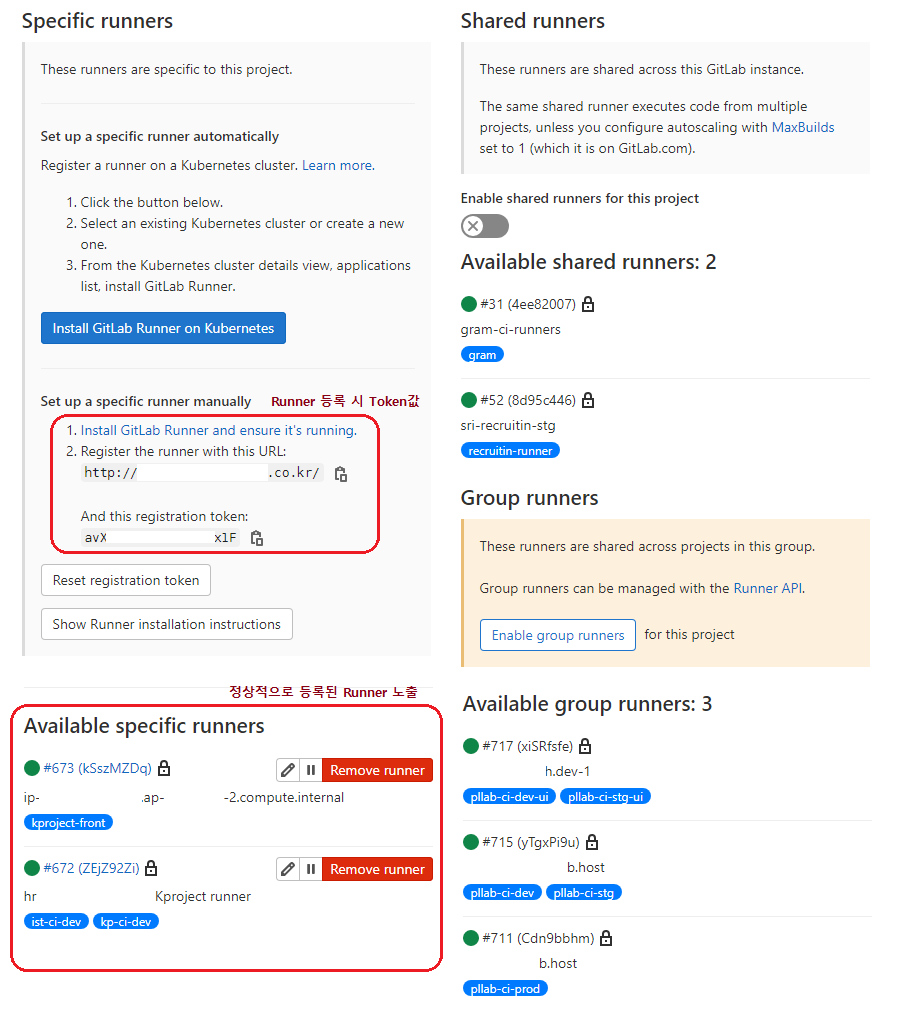 Specific runners
These runners are specific to this project.
Set up a specific runner automatically
Register a runner on a Kubernetes cluster. Learn more.
1. Click the button below.
2. Select an existing Kubernetes cluster or create a new
one.
3. From the Kubernetes cluster details view, applications
list, install GitLab Runner.
Install GitLab Runner on Kubernetes
Set up a specific runner manually
Runner 등록 시 Token값
1. Install GitLab Runner and ensure it's running.
2. Register the runner with this URL:
http:// .co.kr/
And this registration token:
avX x1F
Reset registration token
Show Runner installation instructions
정상적으로 등록된 Runner 노출
Available specific runners
#673 (kSszMZDq)
Remove runner
ip- .ap- -2.compute.internal
kproject-front
#672 (ZEjZ92Zi)
Remove runner
hr Kproject runner
ist-ci-dev kp-ci-dev
Shared runners
These runners are shared across this GitLab instance.
The same shared runner executes code from multiple
projects, unless you configure autoscaling with MaxBuilds
set to 1 (which it is on GitLab.com).
Enable shared runners for this project
Available shared runners: 2
#31 (4ee82007)
gram-ci-runners
gram
#52 (8d95c446)
sri-recruitin-stg
recruitin-runner
Group runners
These runners are shared across projects in this group.
Group runners can be managed with the Runner API.
Enable group runners for this project
Available group runners: 3
#717 (xiSRfsfe)
h.dev-1
pllab-ci-dev-ui pllab-ci-stg-ui
#715 (yTgxPi9u)
b.host
pllab-ci-dev pllab-ci-stg
#711 (Cdn9bbhm)
b.host
pllab-ci-prod